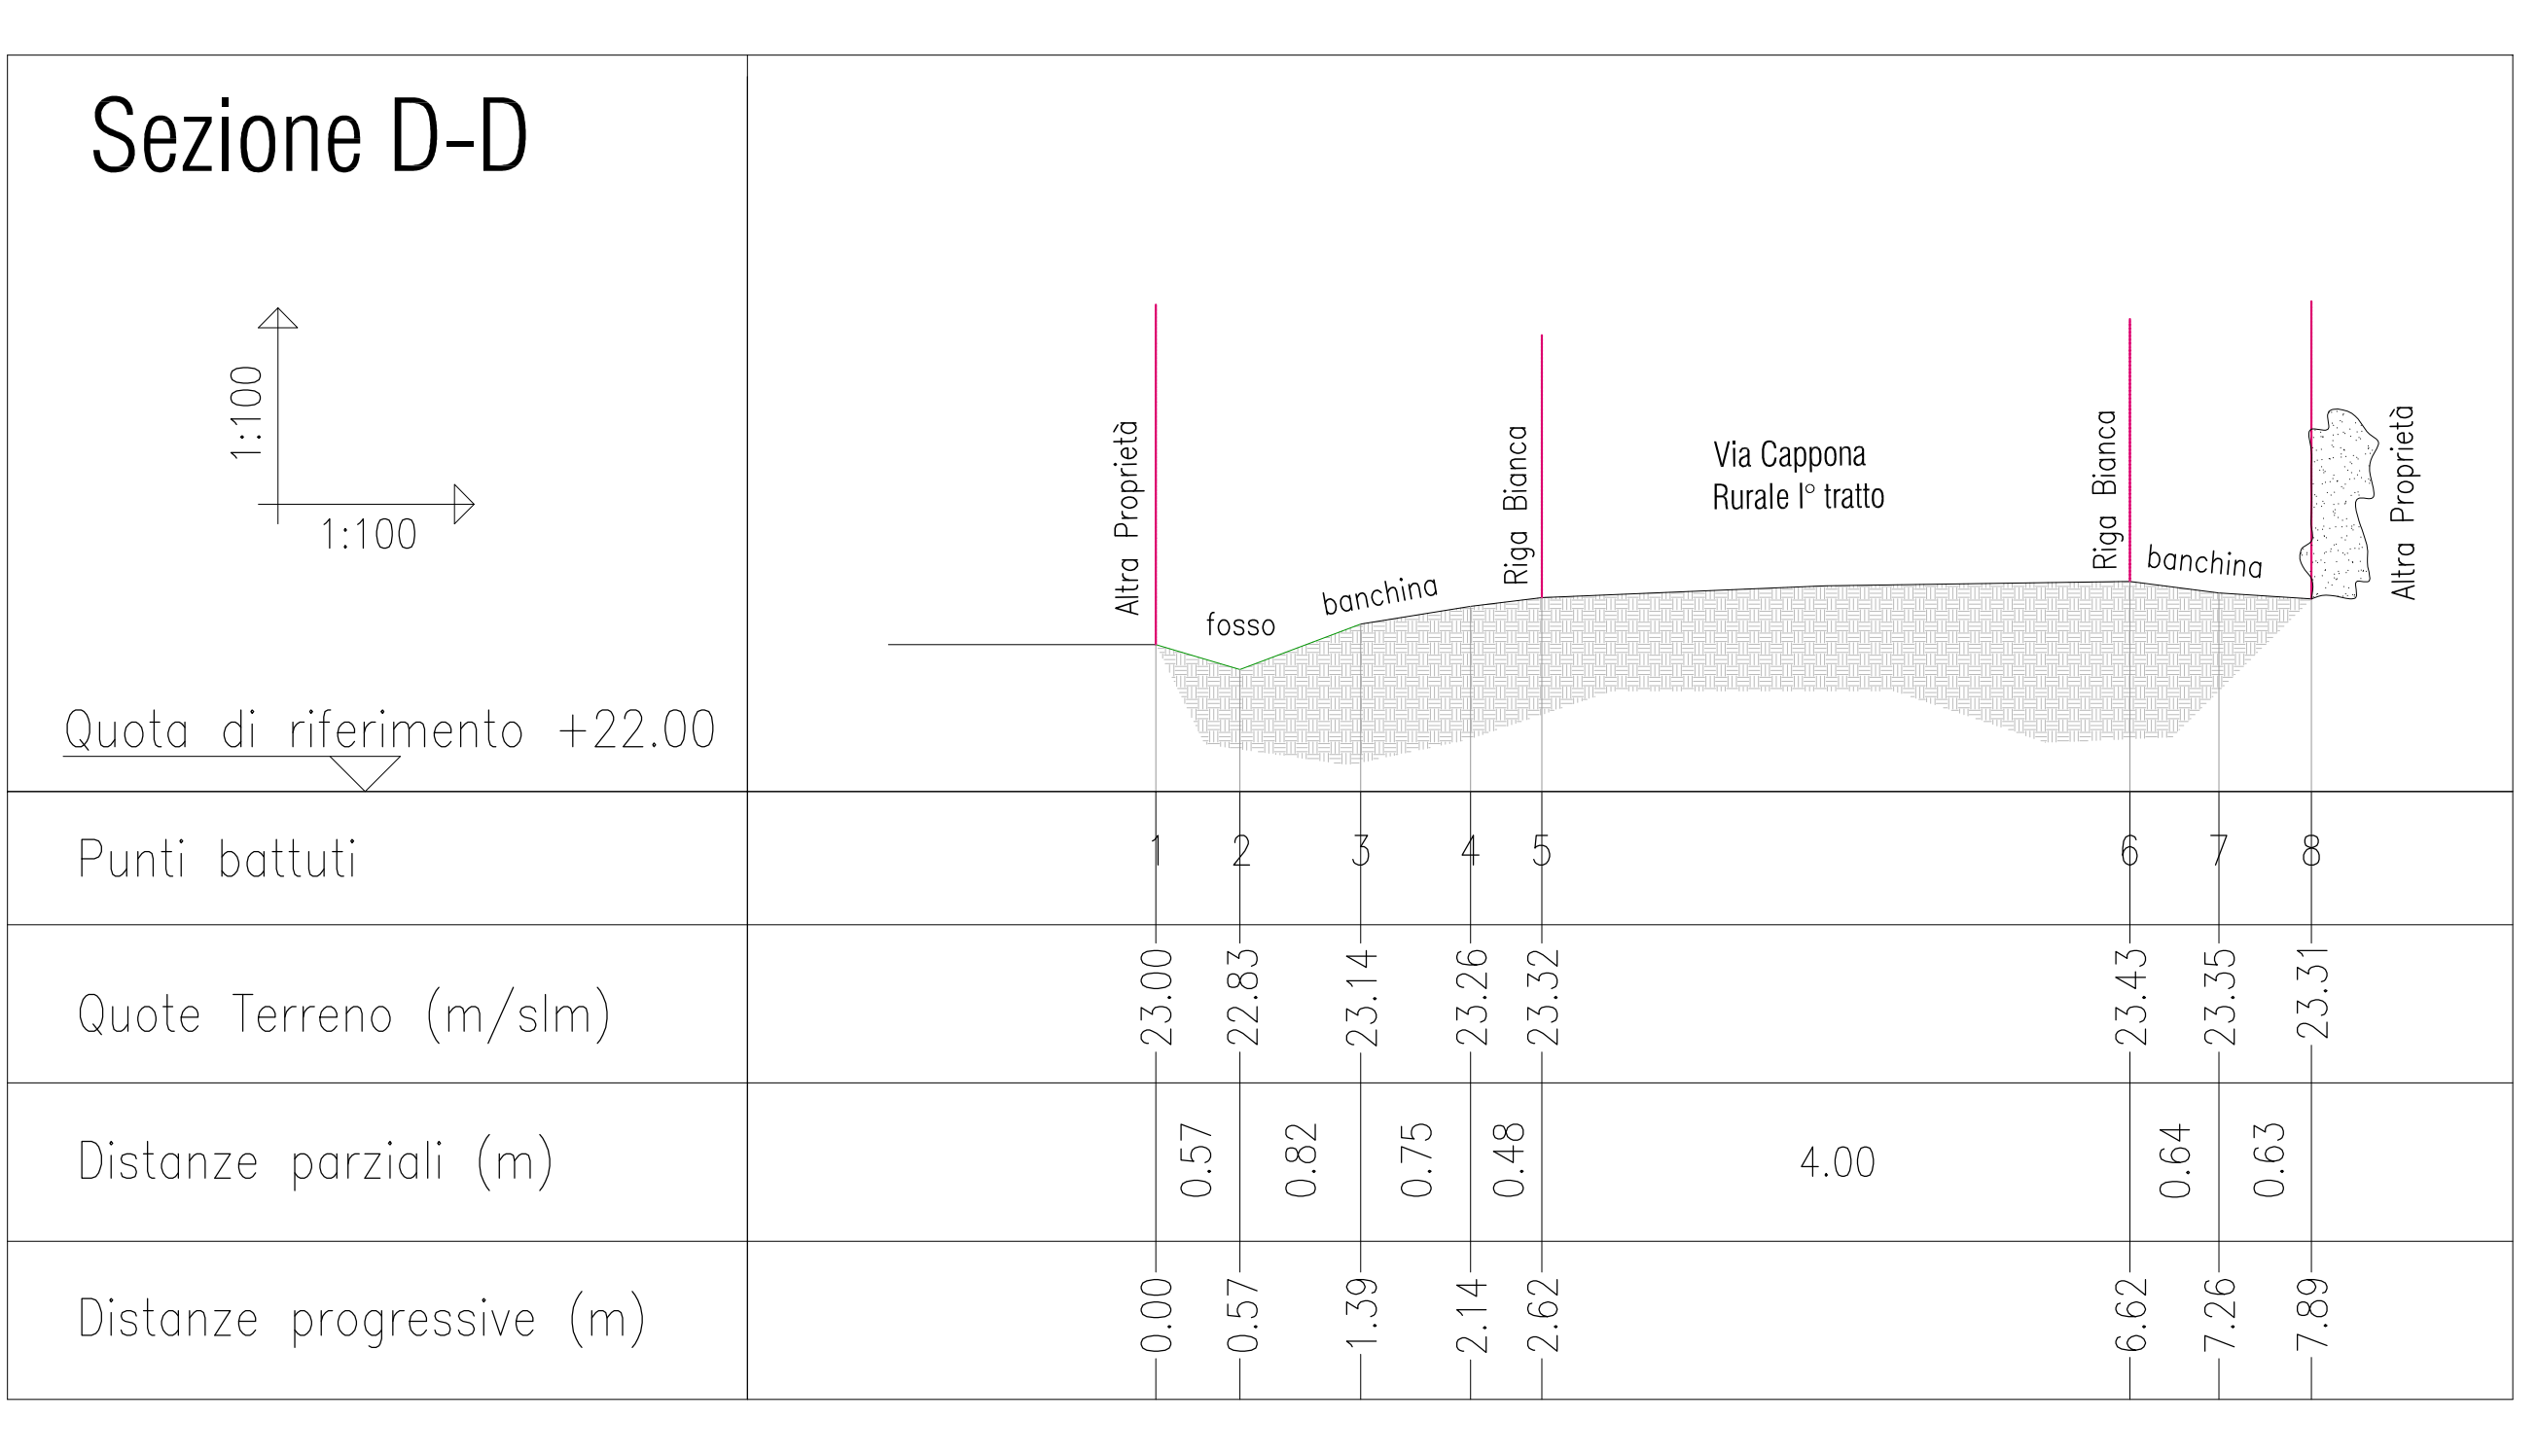 Sezione D-D
1:100
1:100
Altra Proprietà
fosso
banchina
Riga Bianca
Via Cappona
Rurale I° tratto
Riga Bianca
banchina
Altra Proprietà
Quota di riferimento +22.00
Punti battuti 1 2 3 4 5 6 7 8
Quote Terreno (m/slm) 23.00 22.83 23.14 23.26 23.32 23.43 23.35 23.31
Distanze parziali (m) 0.57 0.82 0.75 0.48 4.00 0.64 0.63
Distanze progressive (m) 0.00 0.57 1.39 2.14 2.62 6.62 7.26 7.89